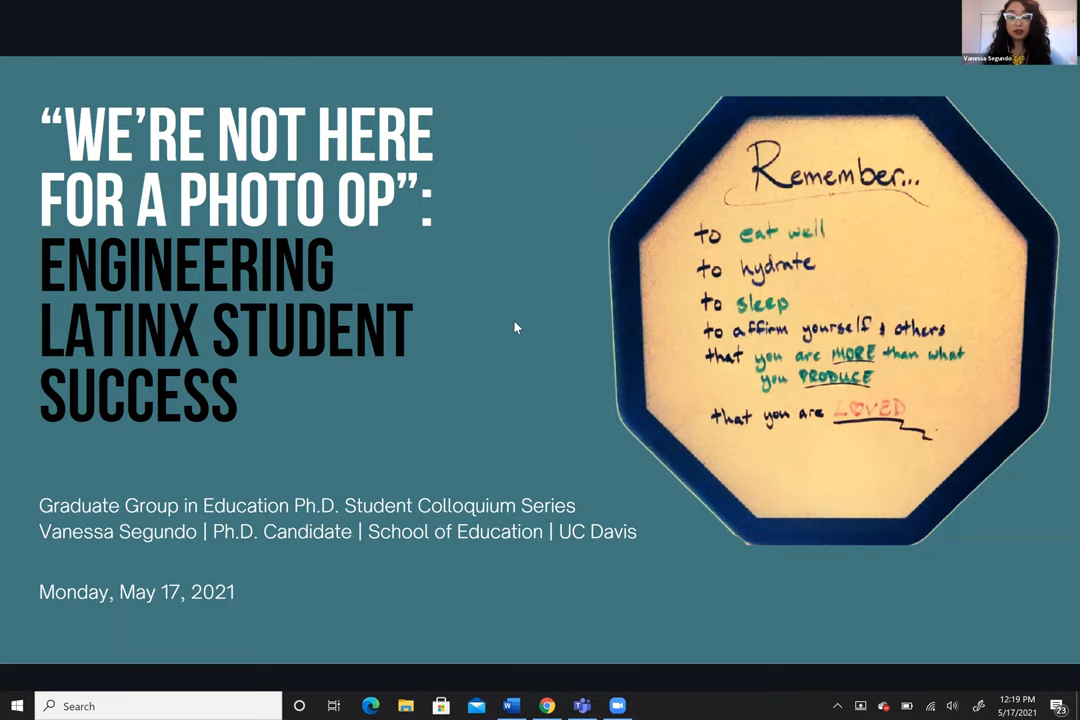 Vanessa Segundo
“WE’RE NOT HERE
FOR A PHOTO OP”:
ENGINEERING
LATINX STUDENT
SUCCESS
Remember...
to eat well
to hydrate
to sleep
to affirm yourself & others
that you are MORE than what
you PRODUCE
that you are LOVED
Graduate Group in Education Ph.D. Student Colloquium Series
Vanessa Segundo | Ph.D. Candidate | School of Education | UC Davis
Monday, May 17, 2021
Search
12:19 PM
5/17/2021
23